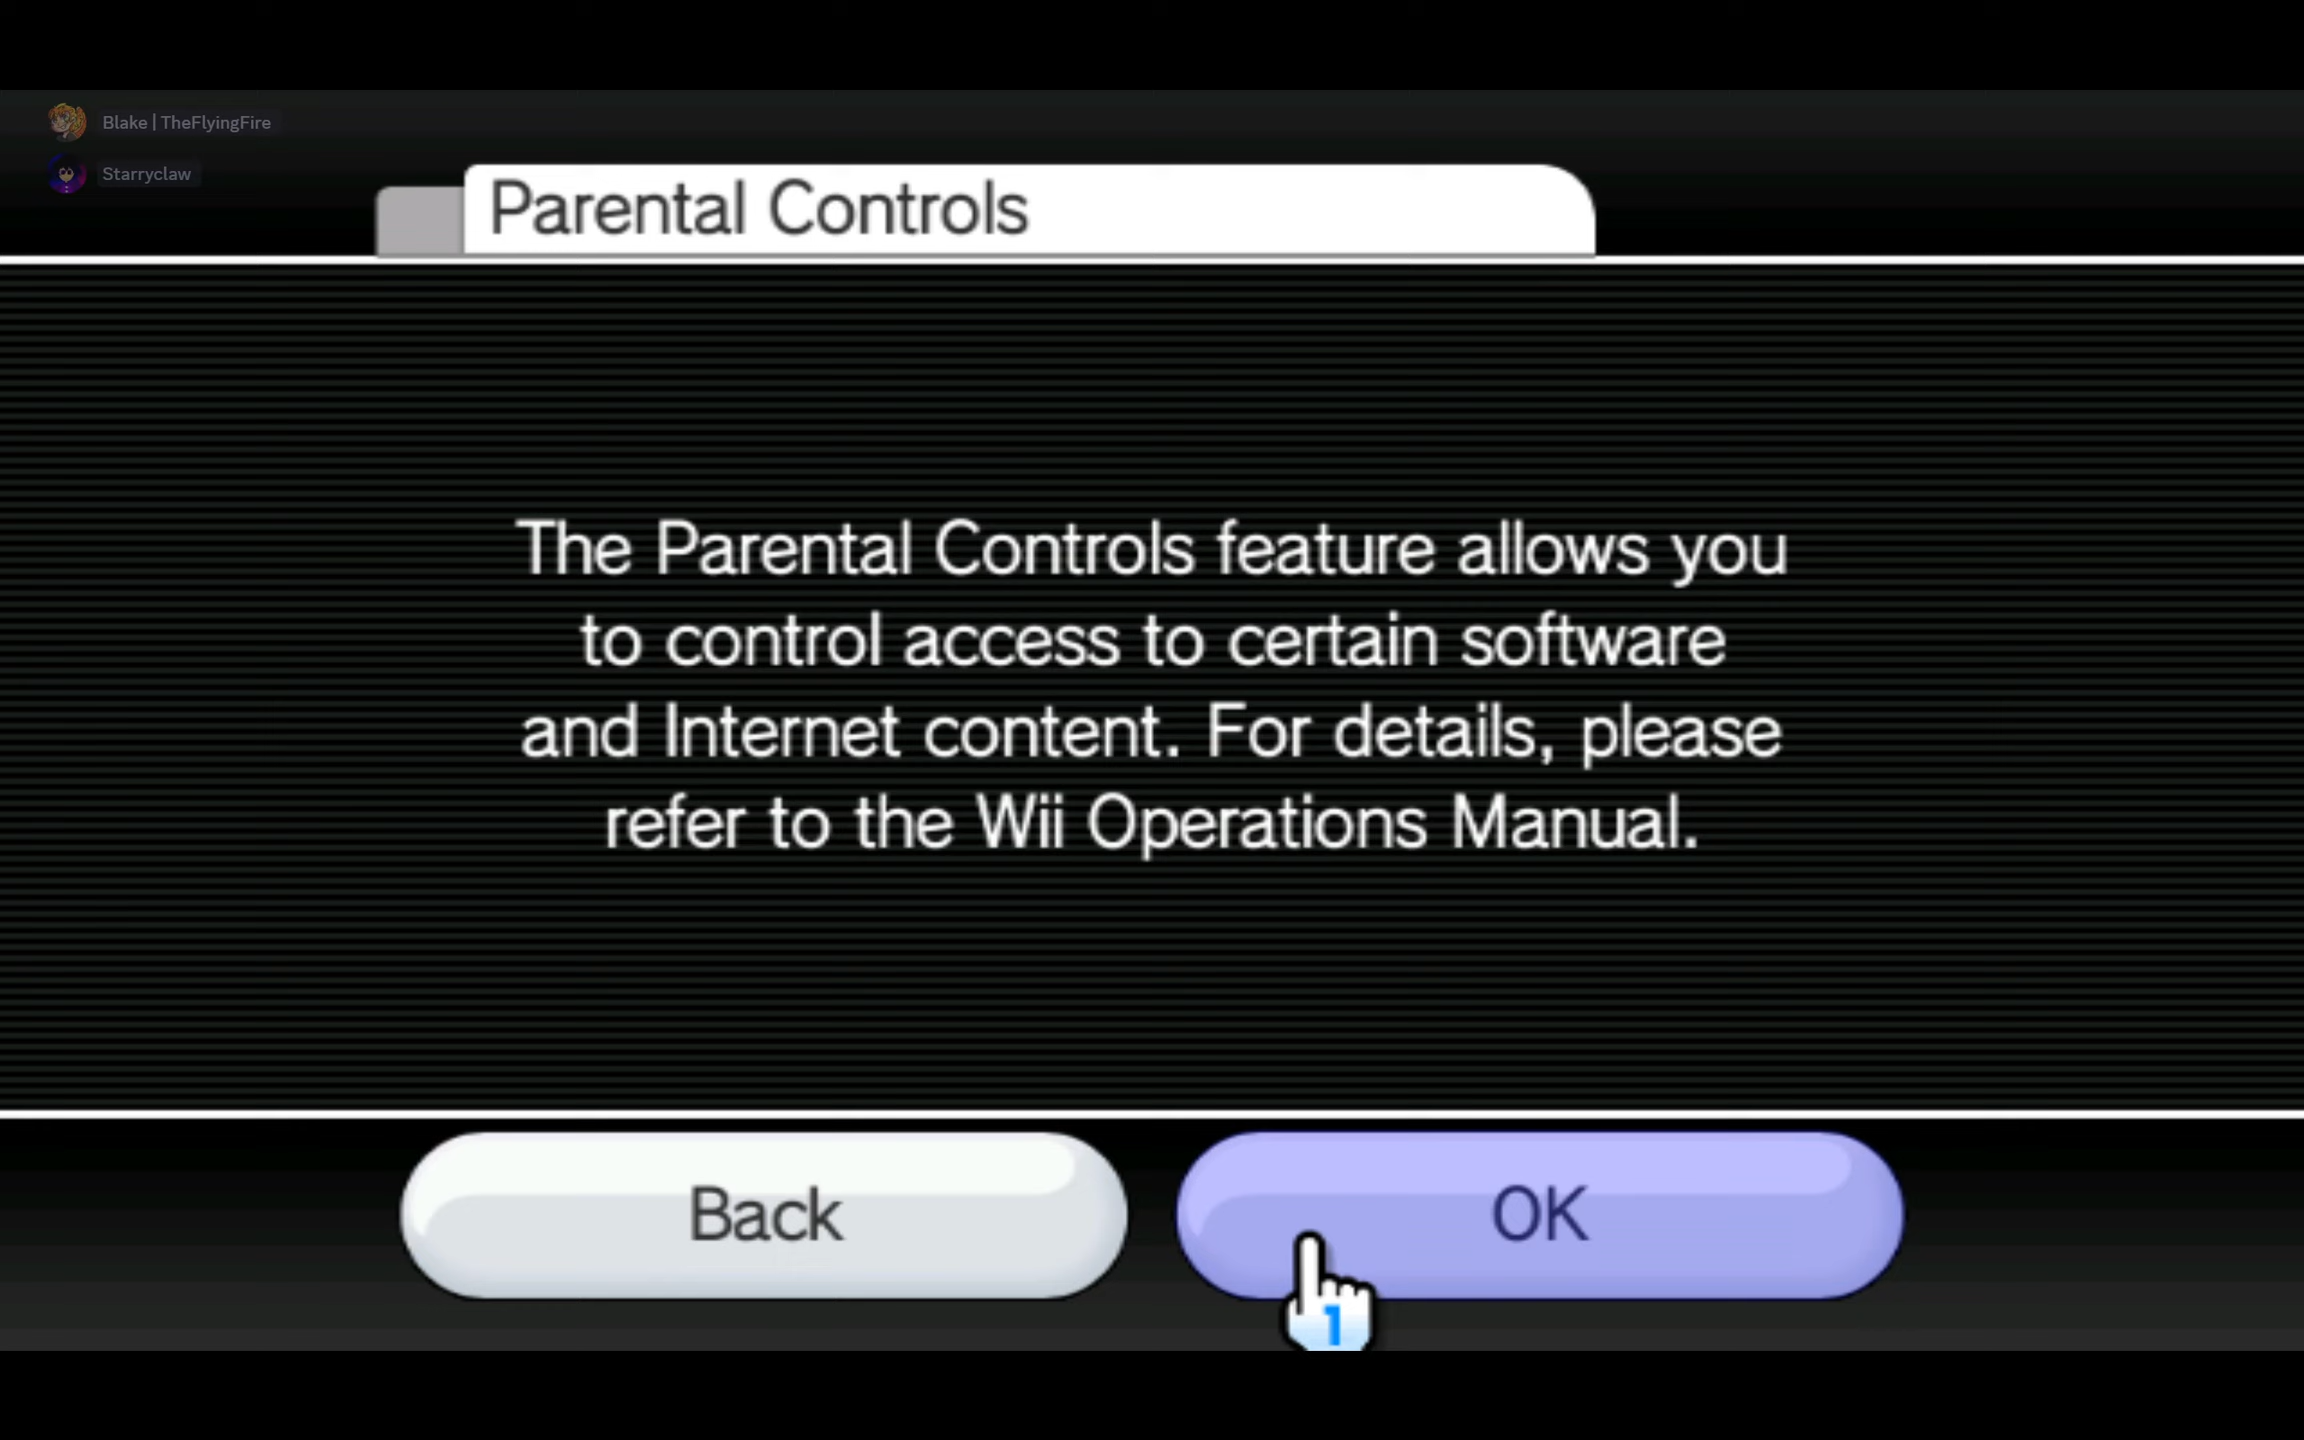 Blake | TheFlyingFire
Starryclaw
Parental Controls
The Parental Controls feature allows you
to control access to certain software
and Internet content. For details, please
refer to the Wii Operations Manual.
Back
OK
1